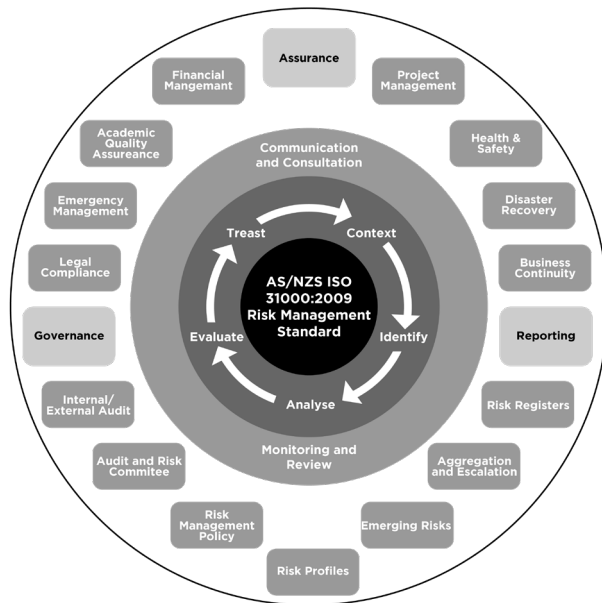 Assurance
Financial
Mangemant
Project
Management
Academic
Quality
Assureance
Health &
Safety
Emergency
Management
Disaster
Recovery
Legal
Compliance
Business
Continuity
Governance
Reporting
Internal/
External Audit
Risk Registers
Audit and Risk
Commitee
Aggregation
and Escalation
Risk
Management
Policy
Emerging Risks
Risk Profiles
Communication
and Consultation
Treast
Context
AS/NZS ISO
31000:2009
Risk Management
Standard
Evaluate
Identify
Analyse
Monitoring and
Review